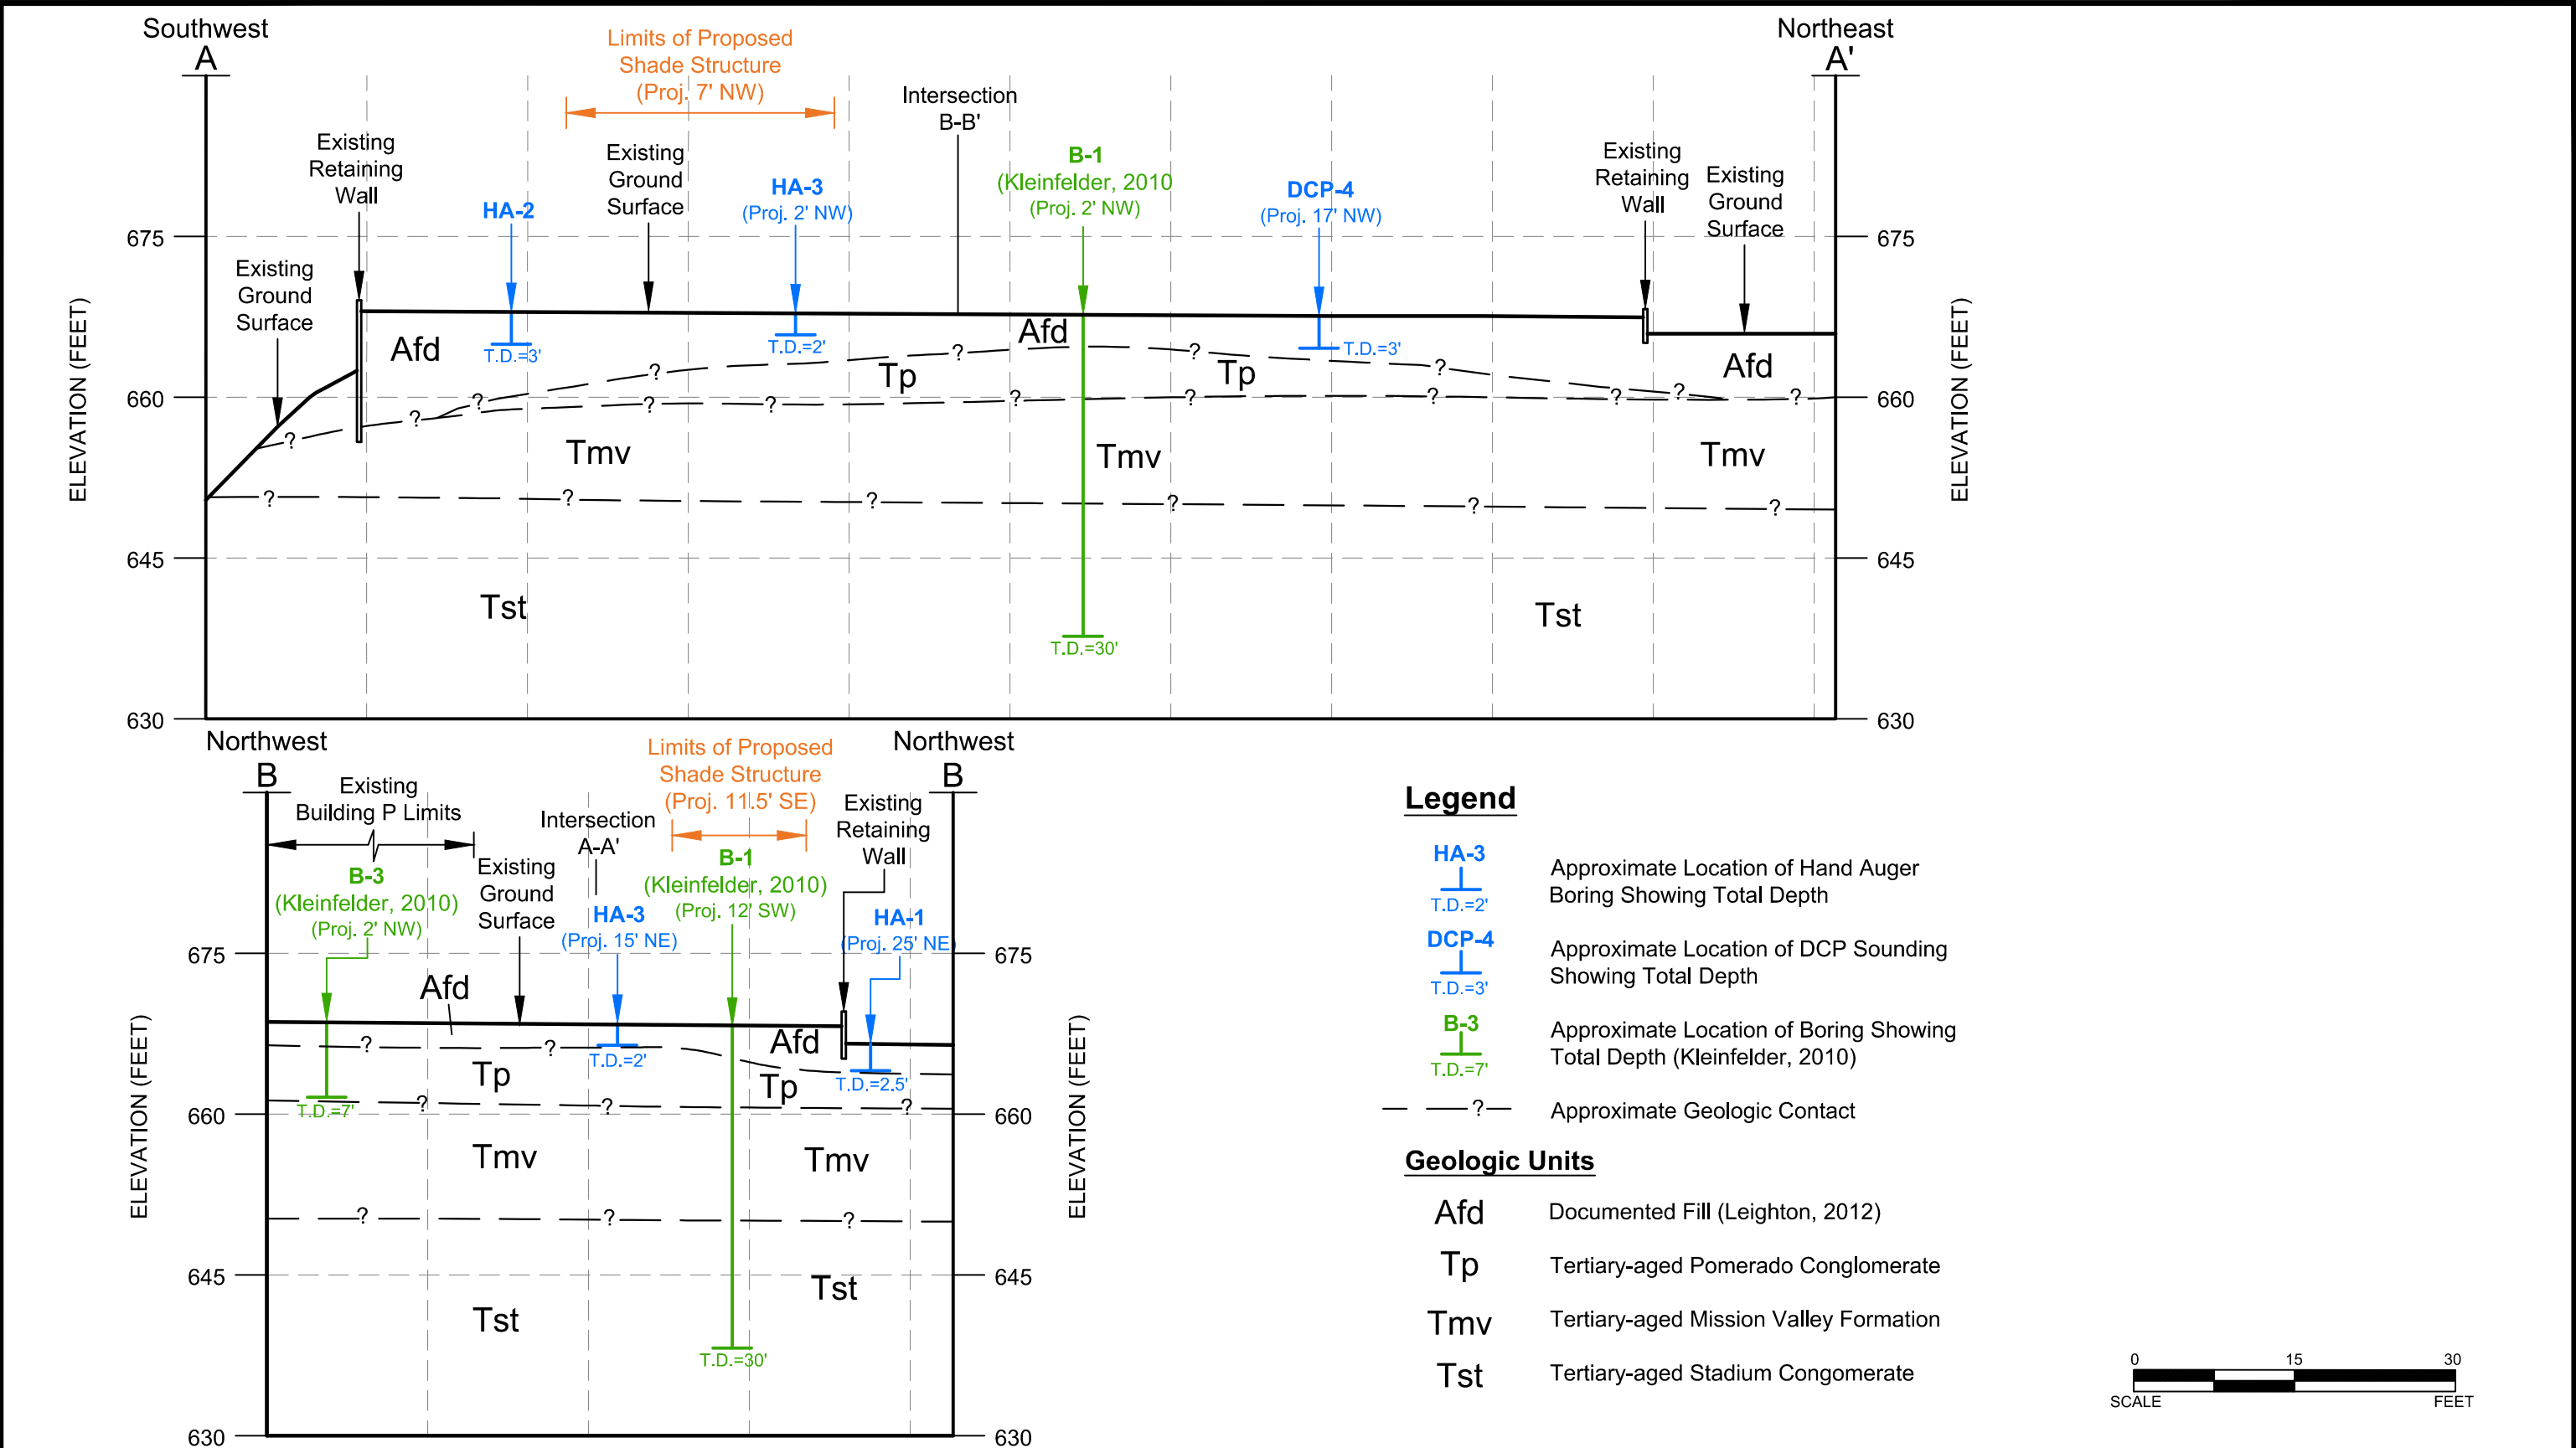 Southwest
A
Northeast
A'
Limits of Proposed
Shade Structure
(Proj. 7' NW)
Intersection
B-B'
Existing
Retaining
Wall
Existing
Ground
Surface
HA-2
HA-3
(Proj. 2' NW)
B-1
(Kleinfelder, 2010
(Proj. 2' NW)
DCP-4
(Proj. 17' NW)
Existing
Retaining
Wall
Existing
Ground
Surface
Existing
Ground
Surface
675
675
660
660
645
645
630
630
ELEVATION (FEET)
ELEVATION (FEET)
Afd
T.D.=3'
T.D.=2'
Afd
T.D.=3'
Afd
Tp
Tp
? ? ? ? ? ? ?
? ? ? ? ? ? ? ? ?
Tmv
Tmv
Tmv
? ? ? ? ? ?
Tst
Tst
T.D.=30'
Northwest
B
Northwest
B
Existing
Building P Limits
Limits of Proposed
Shade Structure
(Proj. 11.5' SE)
Intersection
A-A'
Existing
Retaining
Wall
B-3
(Kleinfelder, 2010)
(Proj. 2' NW)
Existing
Ground
Surface
HA-3
(Proj. 15' NE)
B-1
(Kleinfelder, 2010)
(Proj. 12' SW)
HA-1
(Proj. 25' NE)
675
675
660
660
645
645
630
630
ELEVATION (FEET)
ELEVATION (FEET)
Afd
Afd
? ?
T.D.=2'
T.D.=2.5'
Tp
Tp
T.D.=7'
? ? ?
Tmv
Tmv
? ? ?
Tst
Tst
T.D.=30'
Legend
HA-3
T.D.=2'
Approximate Location of Hand Auger
Boring Showing Total Depth
DCP-4
T.D.=3'
Approximate Location of DCP Sounding
Showing Total Depth
B-3
T.D.=7'
Approximate Location of Boring Showing
Total Depth (Kleinfelder, 2010)
? Approximate Geologic Contact
Geologic Units
Afd Documented Fill (Leighton, 2012)
Tp Tertiary-aged Pomerado Conglomerate
Tmv Tertiary-aged Mission Valley Formation
Tst Tertiary-aged Stadium Congomerate
0 15 30
SCALE FEET